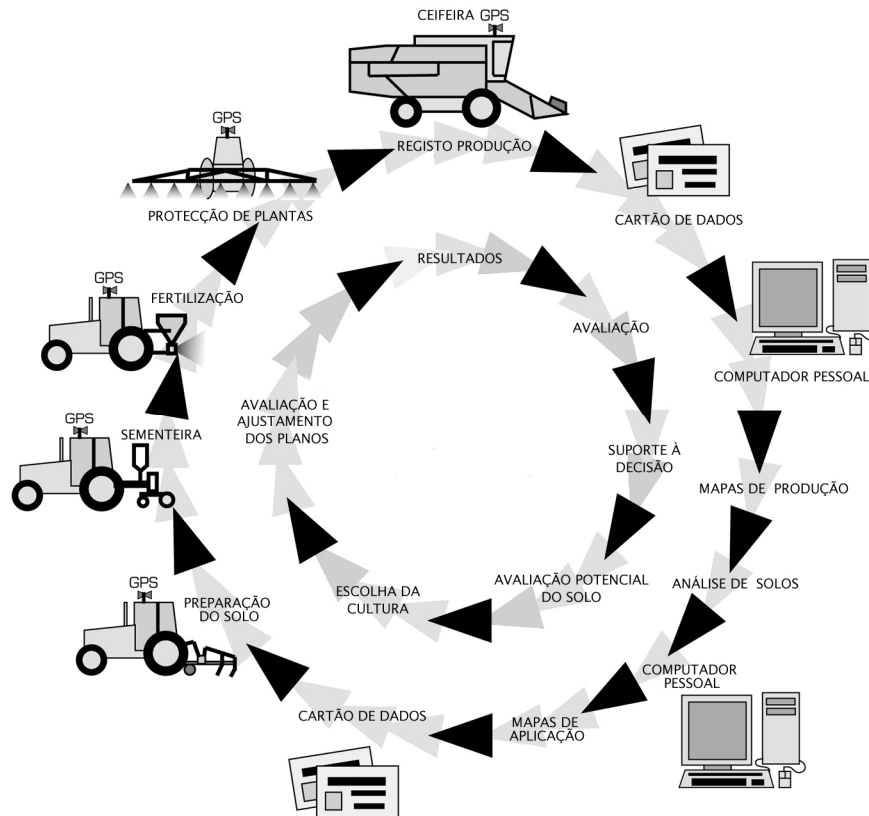 CEIFEIRA GPS
REGISTO PRODUÇÃO
CARTÃO DE DADOS
COMPUTADOR PESSOAL
MAPAS DE PRODUÇÃO
ANÁLISE DE SOLOS
COMPUTADOR
PESSOAL
MAPAS DE
APLICAÇÃO
CARTÃO DE DADOS
GPS
PREPARAÇÃO
DO SOLO
GPS
SEMENTEIRA
GPS
FERTILIZAÇÃO
GPS
PROTECÇÃO DE PLANTAS
RESULTADOS
AVALIAÇÃO
SUPORTE À
DECISÃO
AVALIAÇÃO POTENCIAL
DO SOLO
ESCOLHA DA
CULTURA
AVALIAÇÃO E
AJUSTAMENTO
DOS PLANOS